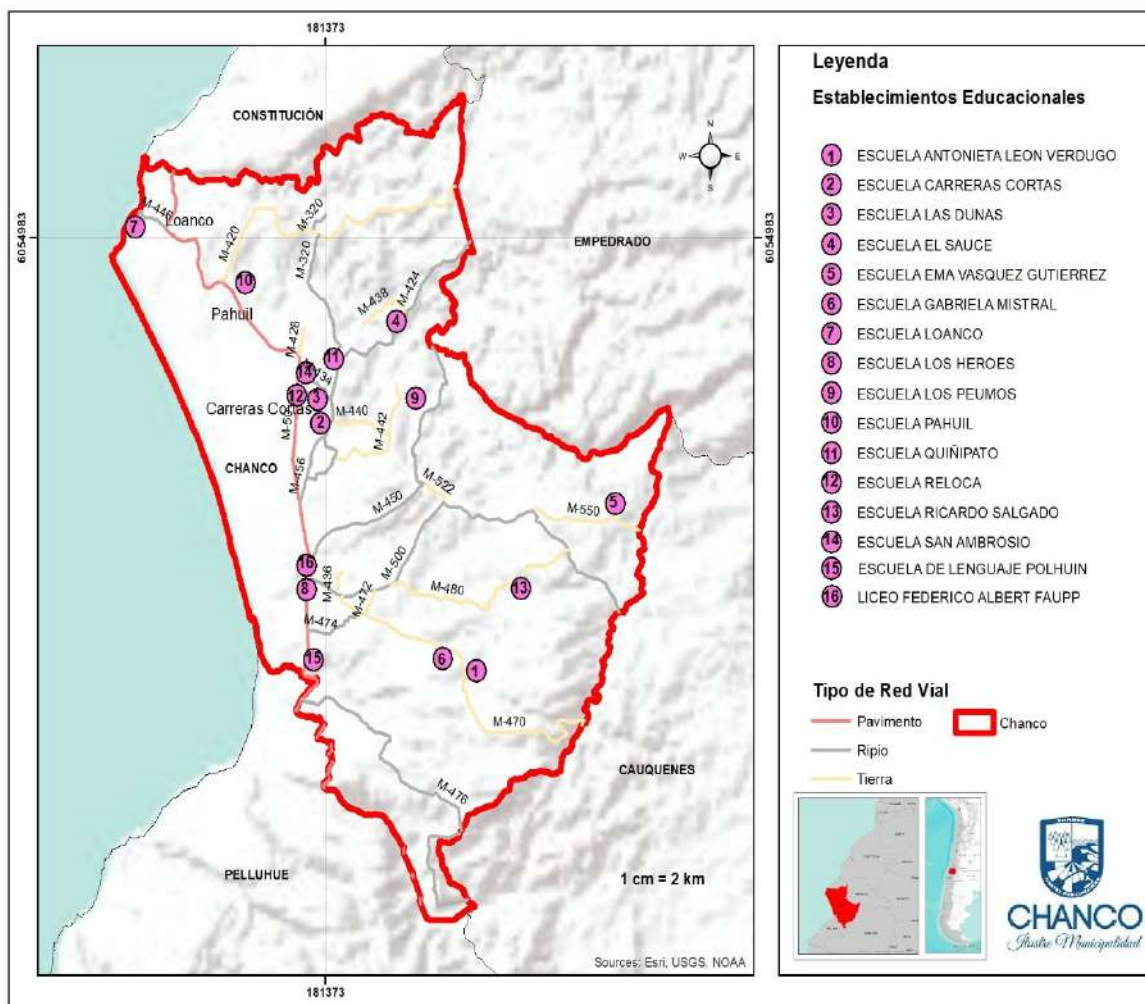 181373
CONSTITUCIÓN
N
W E
S
6054983
6054983
M-446
Loanco
7
M-420
M-320
M-320
EMPEDRADO
10
Pahuil
M-438
M-424
4
M-428
11
14
12
3
9
Carreras Cortas
2
M-440
M-442
CHANCO
M-456
M-450
M-522
5
M-550
16
M-436
M-500
8
M-472
M-480
13
M-474
15
6
1
M-470
CAUQUENES
M-476
PELLUHUE
1 cm = 2 km
Sources: Esri, USGS, NOAA
181373
Leyenda
Establecimientos Educacionales
1 ESCUELA ANTONIETA LEON VERDUGO
2 ESCUELA CARRERAS CORTAS
3 ESCUELA LAS DUNAS
4 ESCUELA EL SAUCE
5 ESCUELA EMA VASQUEZ GUTIERREZ
6 ESCUELA GABRIELA MISTRAL
7 ESCUELA LOANCO
8 ESCUELA LOS HEROES
9 ESCUELA LOS PEUMOS
10 ESCUELA PAHUIL
11 ESCUELA QUIÑIPATO
12 ESCUELA RELOCA
13 ESCUELA RICARDO SALGADO
14 ESCUELA SAN AMBROSIO
15 ESCUELA DE LENGUAJE POLHUIN
16 LICEO FEDERICO ALBERT FAUPP
Tipo de Red Vial
Pavimento
Chanco
Ripio
Tierra
CHANCO
Ilustre Municipalidad